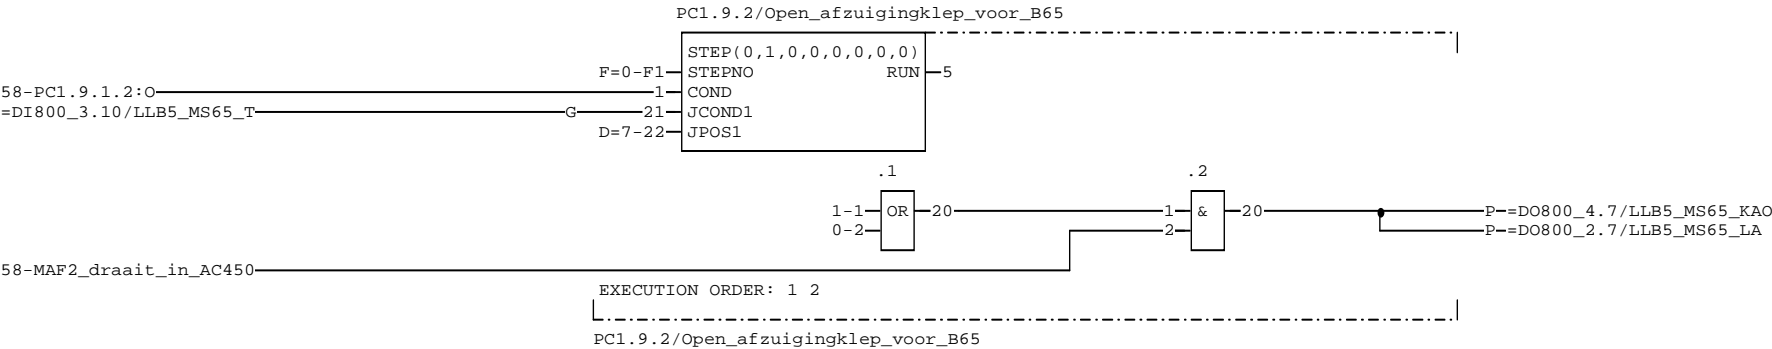 PC1.9.2/Open_afzuigingklep_voor_B65
STEP(0,1,0,0,0,0,0,0)
F=0-F1 STEPNO RUN 5
58-PC1.9.1.2:O 1 COND
=DI800_3.10/LLB5_MS65_T G 21 JCOND1
D=7-22 JPOS1
.1 .2
1-1 OR 20 1 & 20 P =DO800_4.7/LLB5_MS65_KAO
0-2 2 P =DO800_2.7/LLB5_MS65_LA
58-MAF2_draait_in_AC450
EXECUTION ORDER: 1 2
PC1.9.2/Open_afzuigingklep_voor_B65